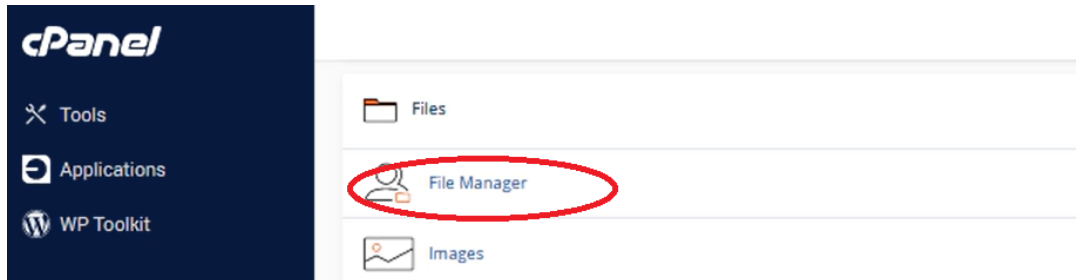 cPanel
Tools
Applications
WP Toolkit
Files
File Manager
Images